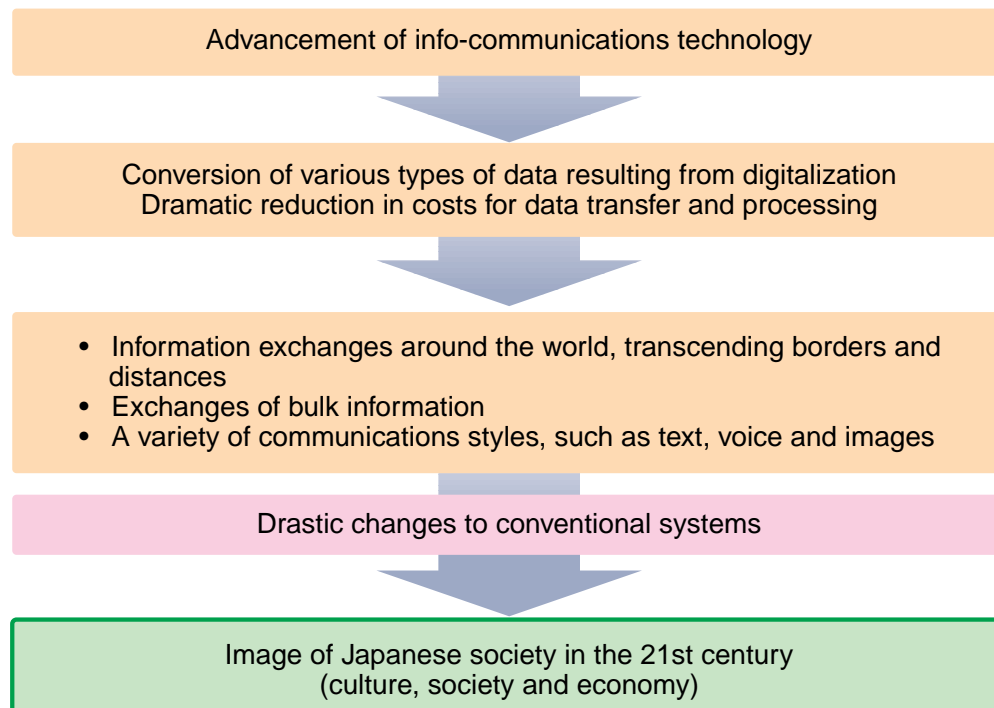 Advancement of info-communications technology
Conversion of various types of data resulting from digitalization
Dramatic reduction in costs for data transfer and processing
• Information exchanges around the world, transcending borders and
distances
• Exchanges of bulk information
• A variety of communications styles, such as text, voice and images
Drastic changes to conventional systems
Image of Japanese society in the 21st century
(culture, society and economy)